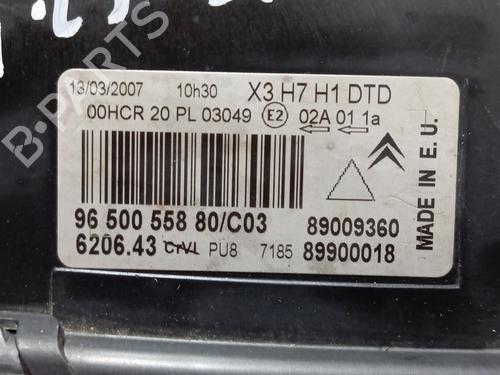 13/03/2007 10h30 X3 H7 H1 DTD
00HCR 20 PL 03049 E2 02A 01 1a
MADE IN E. U.
96 500 558 80/C03 89009360
6206.43 CrVL PU8 7185 89900018